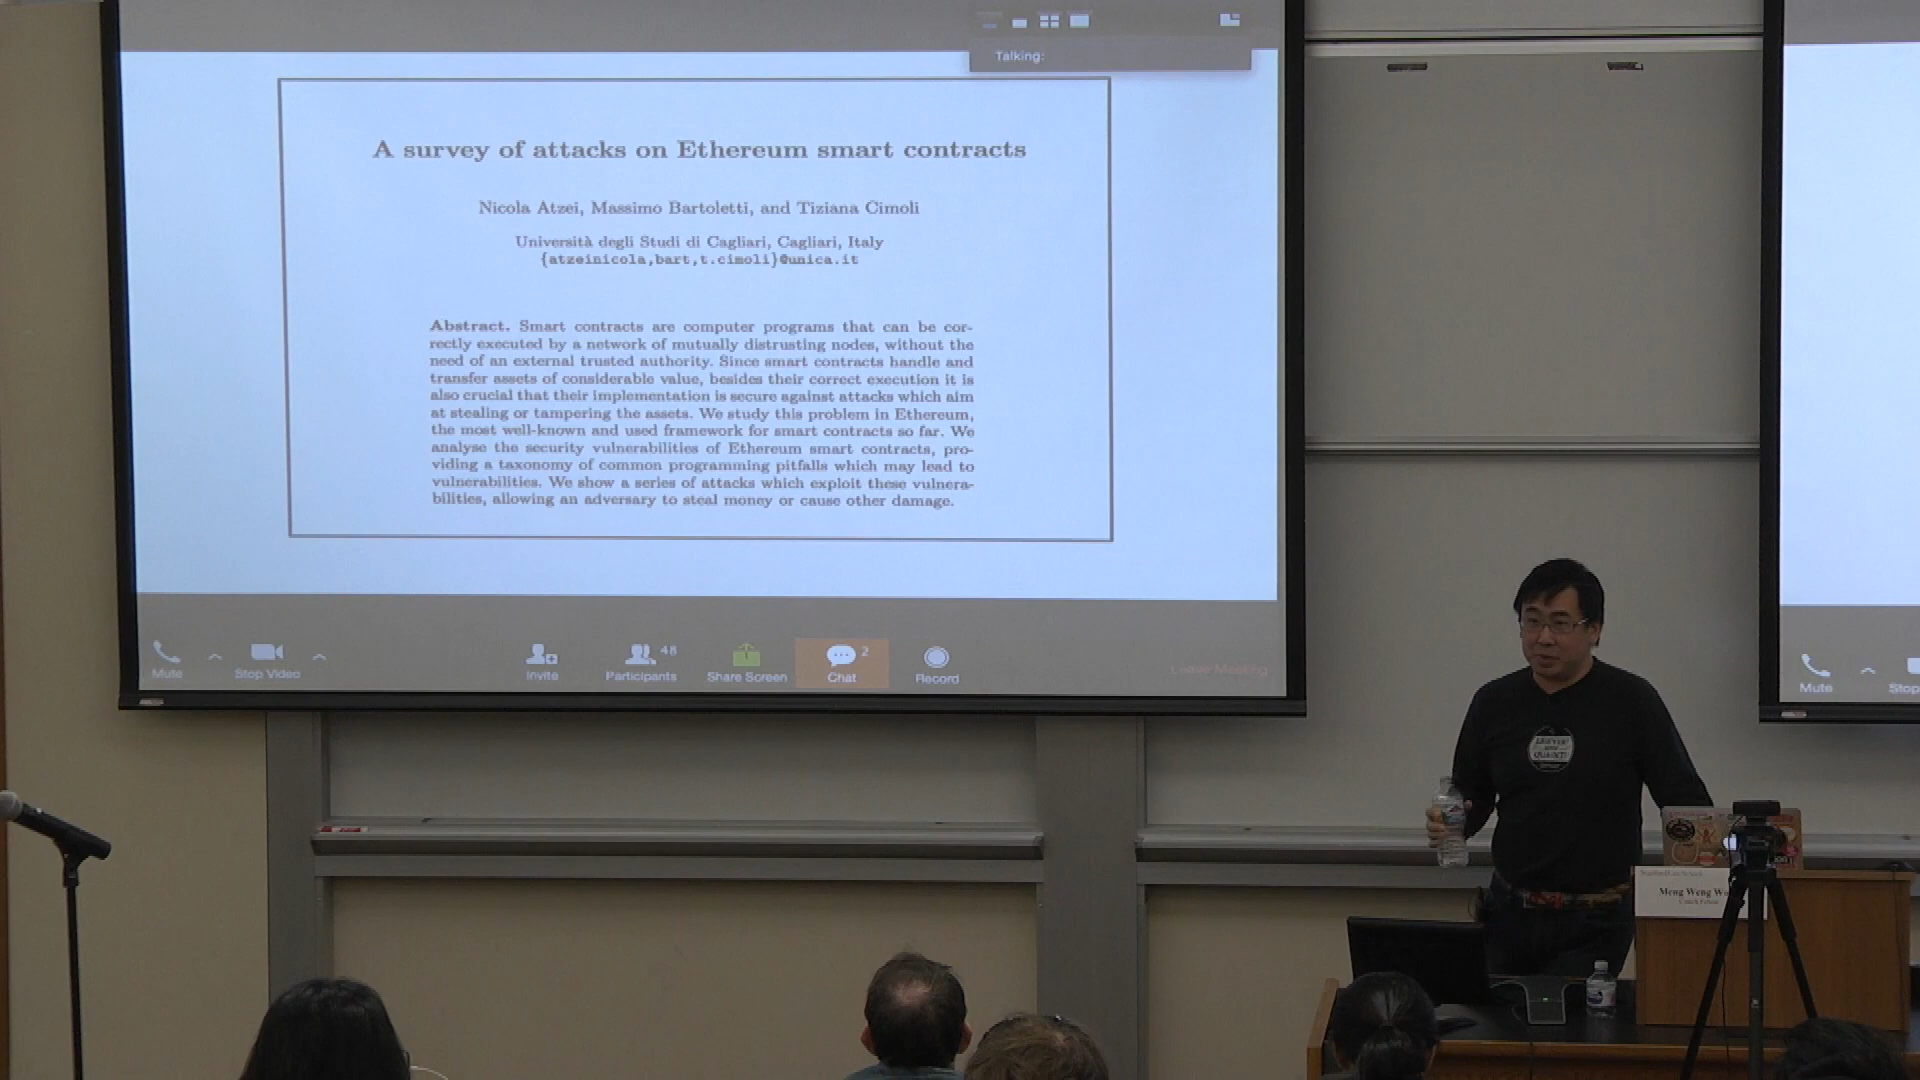 Talking:
A survey of attacks on Ethereum smart contracts
Nicola Atzei, Massimo Bartoletti, and Tiziana Cimoli
Università degli Studi di Cagliari, Cagliari, Italy
{atzeinicola,bart,t.cimoli}@unica.it
Abstract. Smart contracts are computer programs that can be cor-
rectly executed by a network of mutually distrusting nodes, without the
need of an external trusted authority. Since smart contracts handle and
transfer assets of considerable value, besides their correct execution it is
also crucial that their implementation is secure against attacks which aim
at stealing or tampering the assets. We study this problem in Ethereum,
the most well-known and used framework for smart contracts so far. We
analyse the security vulnerabilities of Ethereum smart contracts, pro-
viding a taxonomy of common programming pitfalls which may lead to
vulnerabilities. We show a series of attacks which exploit these vulnera-
bilities, allowing an adversary to steal money or cause other damage.
Mute
Stop Video
Invite
Participants 48
Share Screen
Chat 2
Record
Leave Meeting
Mute
Stop
Stanford Law School
Meng Weng